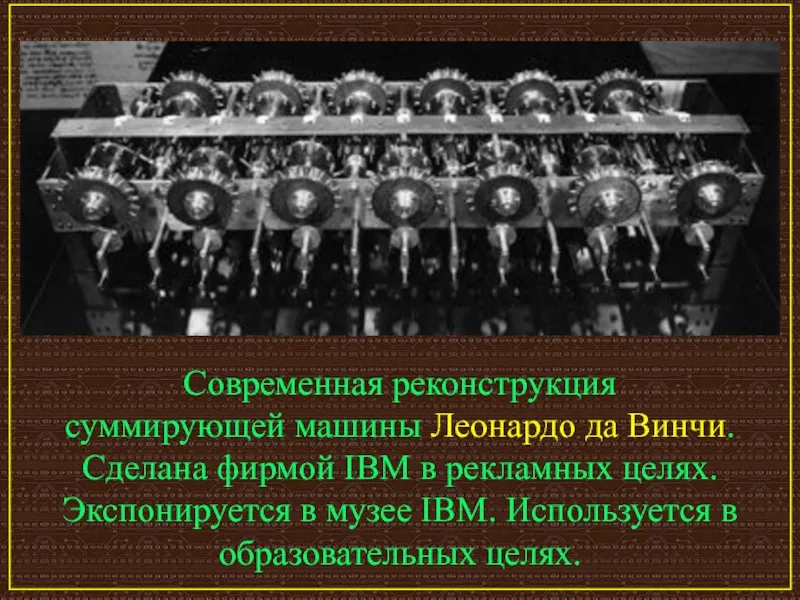 Современная реконструкция
суммирующей машины Леонардо да Винчи.
Сделана фирмой IBM в рекламных целях.
Экспонируется в музее IBM. Используется в
образовательных целях.